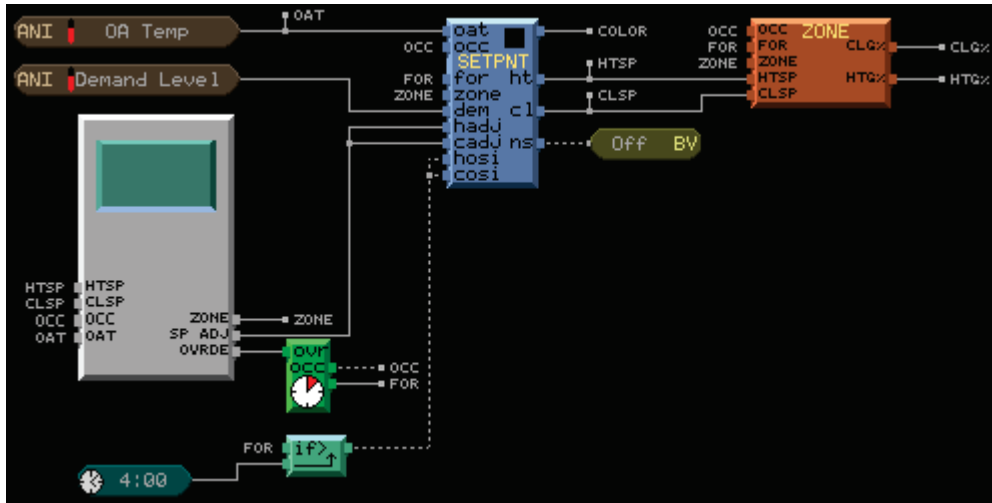 OAT
ANI OA Temp
oat COLOR
OCC occ
SETPNT
FOR for ht HTSP
ZONE zone
ANI Demand Level
dem cl CLSP
hadj
cadj ns Off BV
hosi
cosi
OCC OCC ZONE
FOR FOR CLG% CLG%
ZONE ZONE
HTSP HTG% HTG%
CLSP
HTSP HTSP
CLSP CLSP
OCC OCC ZONE ZONE
OAT OAT SP ADJ
OVRDE
ovr
occ OCC
FOR
FOR if>
4:00